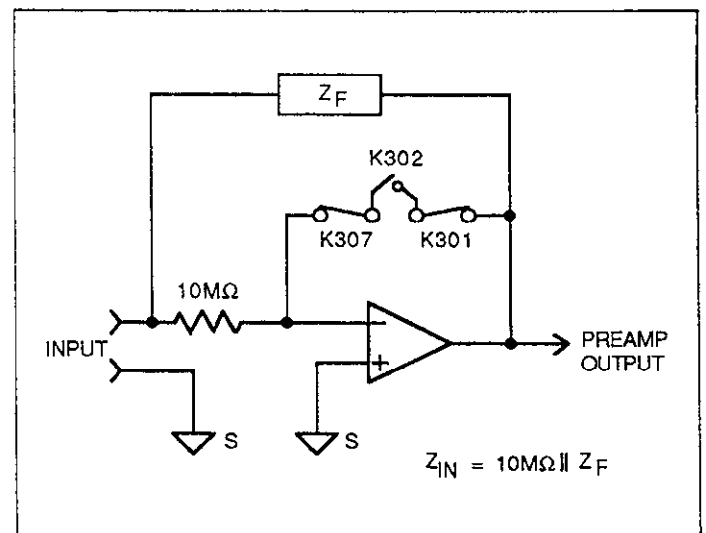 Z_F
K302
K307
K301
10MΩ
INPUT
−
+
PREAMP
OUTPUT
S
S
Z_IN = 10MΩ || Z_F